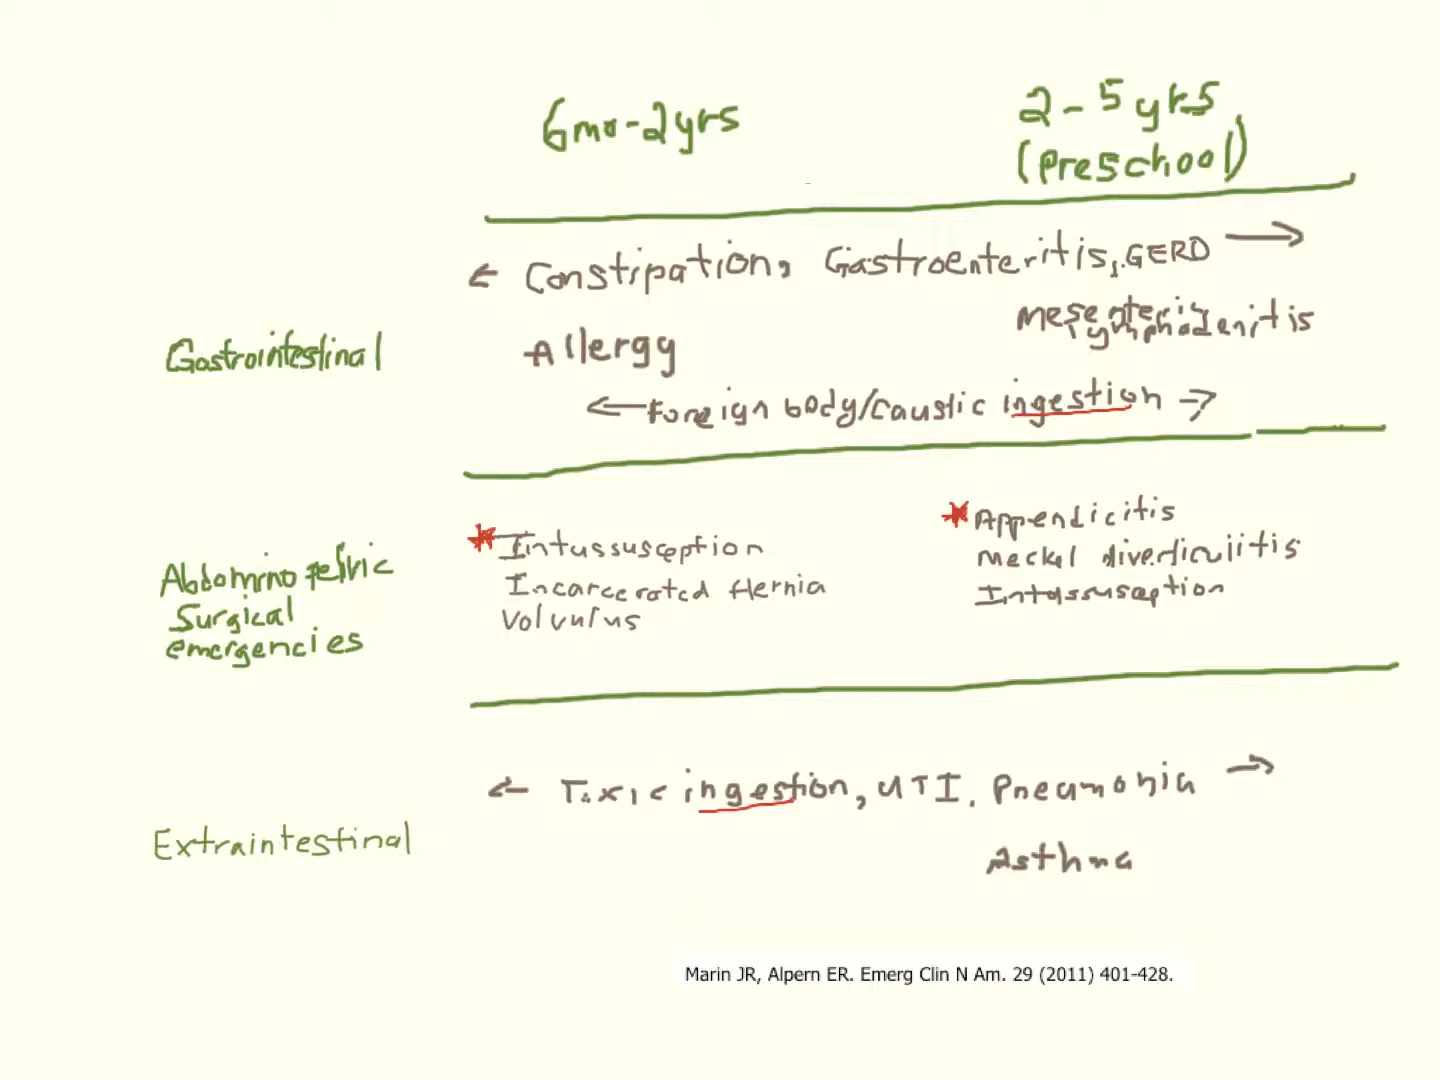 6mo-2yrs
2-5yrs
(Preschool)
← Constipation, Gastroenteritis, GERD →
Mesenteric
lymphadenitis
Gastrointestinal
Allergy
← Foreign body/Caustic ingestion →
* Appendicitis
* Intussusception
Meckel diverticulitis
Incarcerated Hernia
Intussusception
Volvulus
Abdomino pelvic
Surgical
emergencies
← Toxic ingestion, UTI, Pneumonia →
Extraintestinal
Asthma
Marin JR, Alpern ER. Emerg Clin N Am. 29 (2011) 401-428.